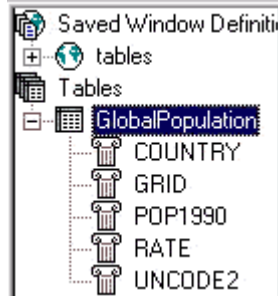 Saved Window Definiti
tables
Tables
GlobalPopulation
COUNTRY
GRID
POP1990
RATE
UNCODE2